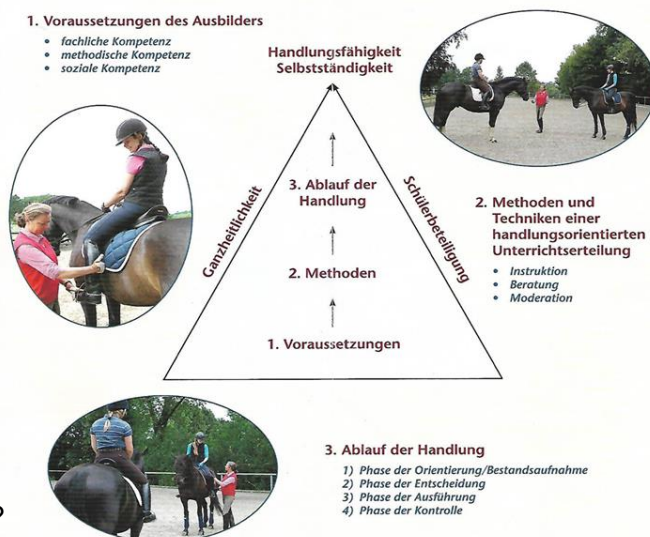 1. Voraussetzungen des Ausbilders
• fachliche Kompetenz
• methodische Kompetenz
• soziale Kompetenz
Handlungsfähigkeit
Selbstständigkeit
Ganzheitlichkeit
Schülerbeteiligung
3. Ablauf der
Handlung
2. Methoden
1. Voraussetzungen
2. Methoden und
Techniken einer
handlungsorientierten
Unterrichtserteilung
• Instruktion
• Beratung
• Moderation
3. Ablauf der Handlung
1) Phase der Orientierung/Bestandsaufnahme
2) Phase der Entscheidung
3) Phase der Ausführung
4) Phase der Kontrolle